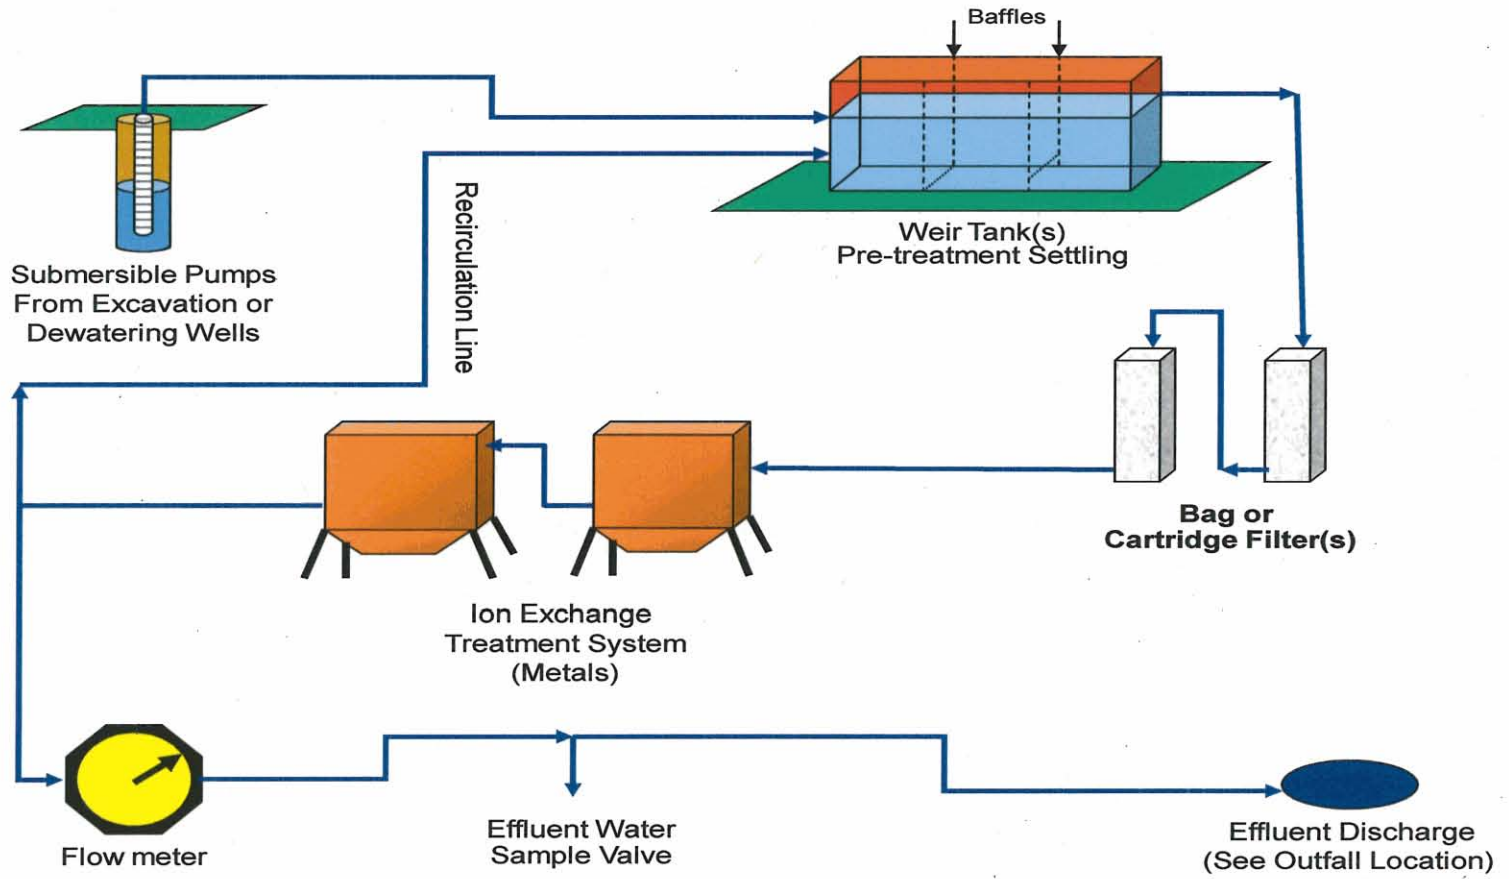 Baffles
Weir Tank(s)
Pre-treatment Settling
Submersible Pumps
From Excavation or
Dewatering Wells
Recirculation Line
Bag or
Cartridge Filter(s)
Ion Exchange
Treatment System
(Metals)
Flow meter
Effluent Water
Sample Valve
Effluent Discharge
(See Outfall Location)